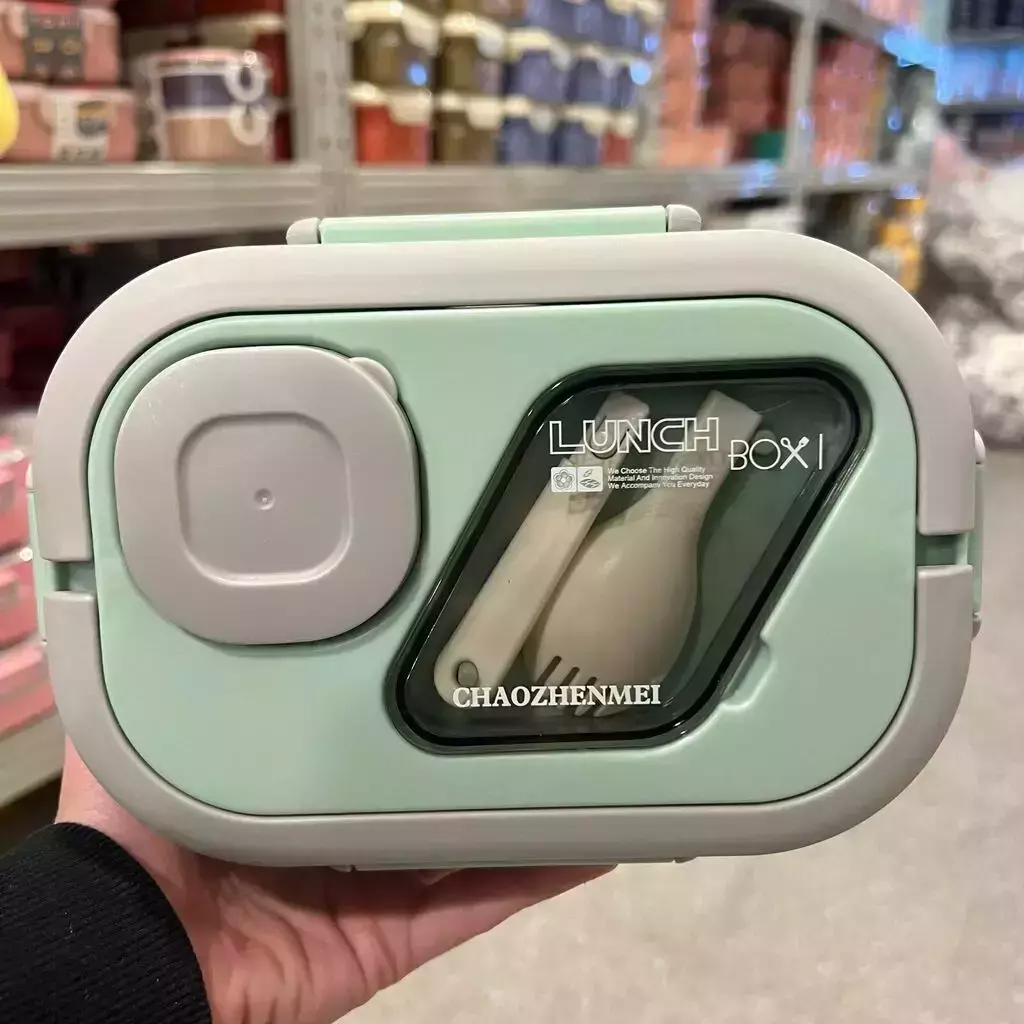 LUNCH BOX
We Choose The High Quality
Material And Innovation Design
We Accompany You Everyday
CHAOZHENMEI